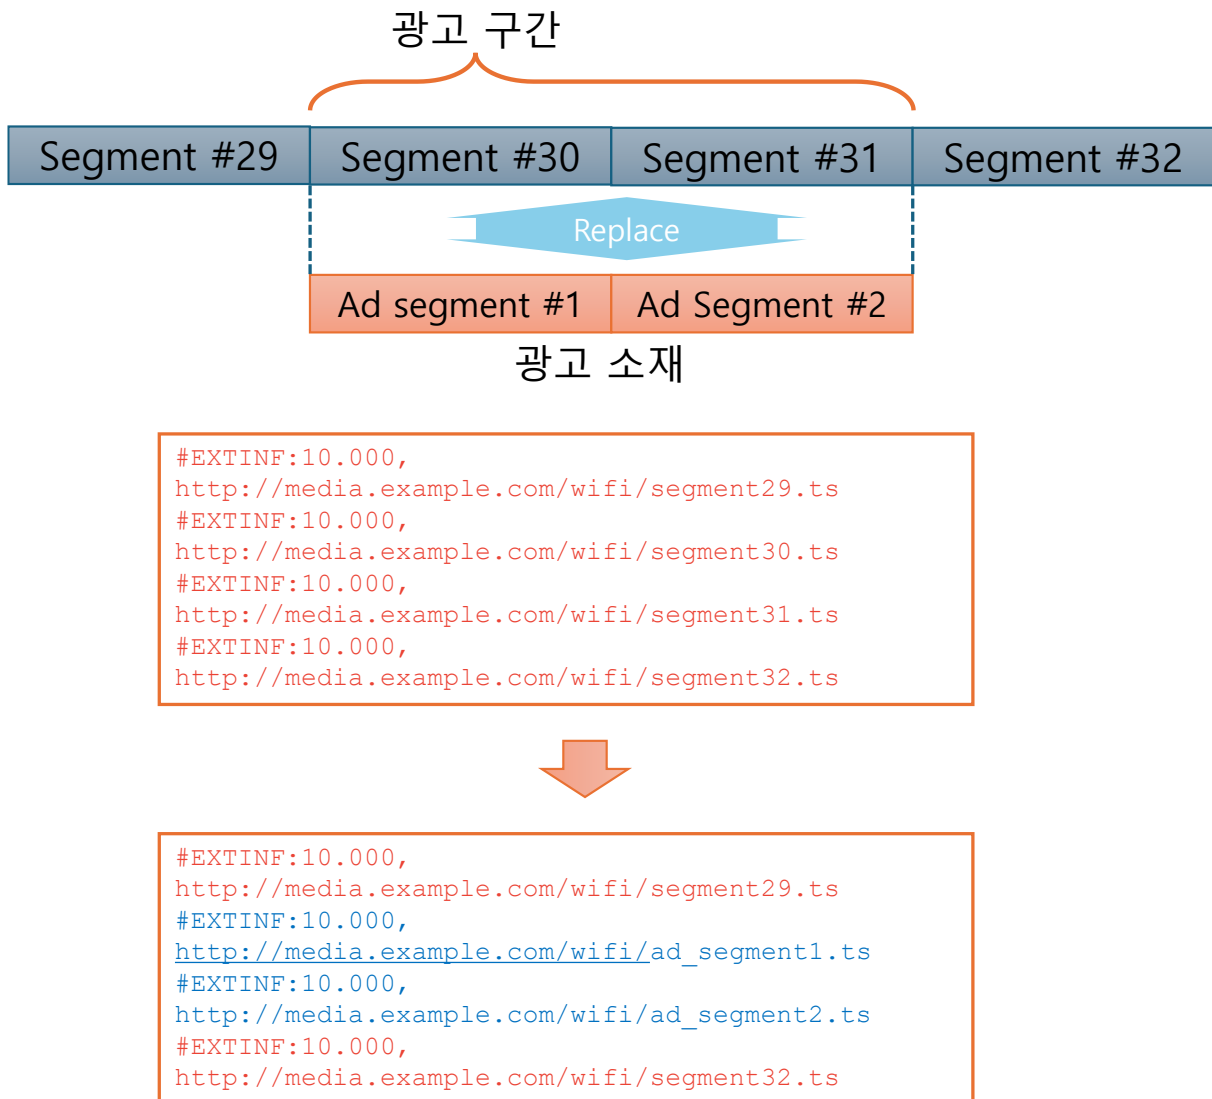 광고 구간
Segment #29 Segment #30 Segment #31 Segment #32
Replace
Ad segment #1 Ad Segment #2
광고 소재
#EXTINF:10.000,
http://media.example.com/wifi/segment29.ts
#EXTINF:10.000,
http://media.example.com/wifi/segment30.ts
#EXTINF:10.000,
http://media.example.com/wifi/segment31.ts
#EXTINF:10.000,
http://media.example.com/wifi/segment32.ts
#EXTINF:10.000,
http://media.example.com/wifi/segment29.ts
#EXTINF:10.000,
http://media.example.com/wifi/ad_segment1.ts
#EXTINF:10.000,
http://media.example.com/wifi/ad_segment2.ts
#EXTINF:10.000,
http://media.example.com/wifi/segment32.ts